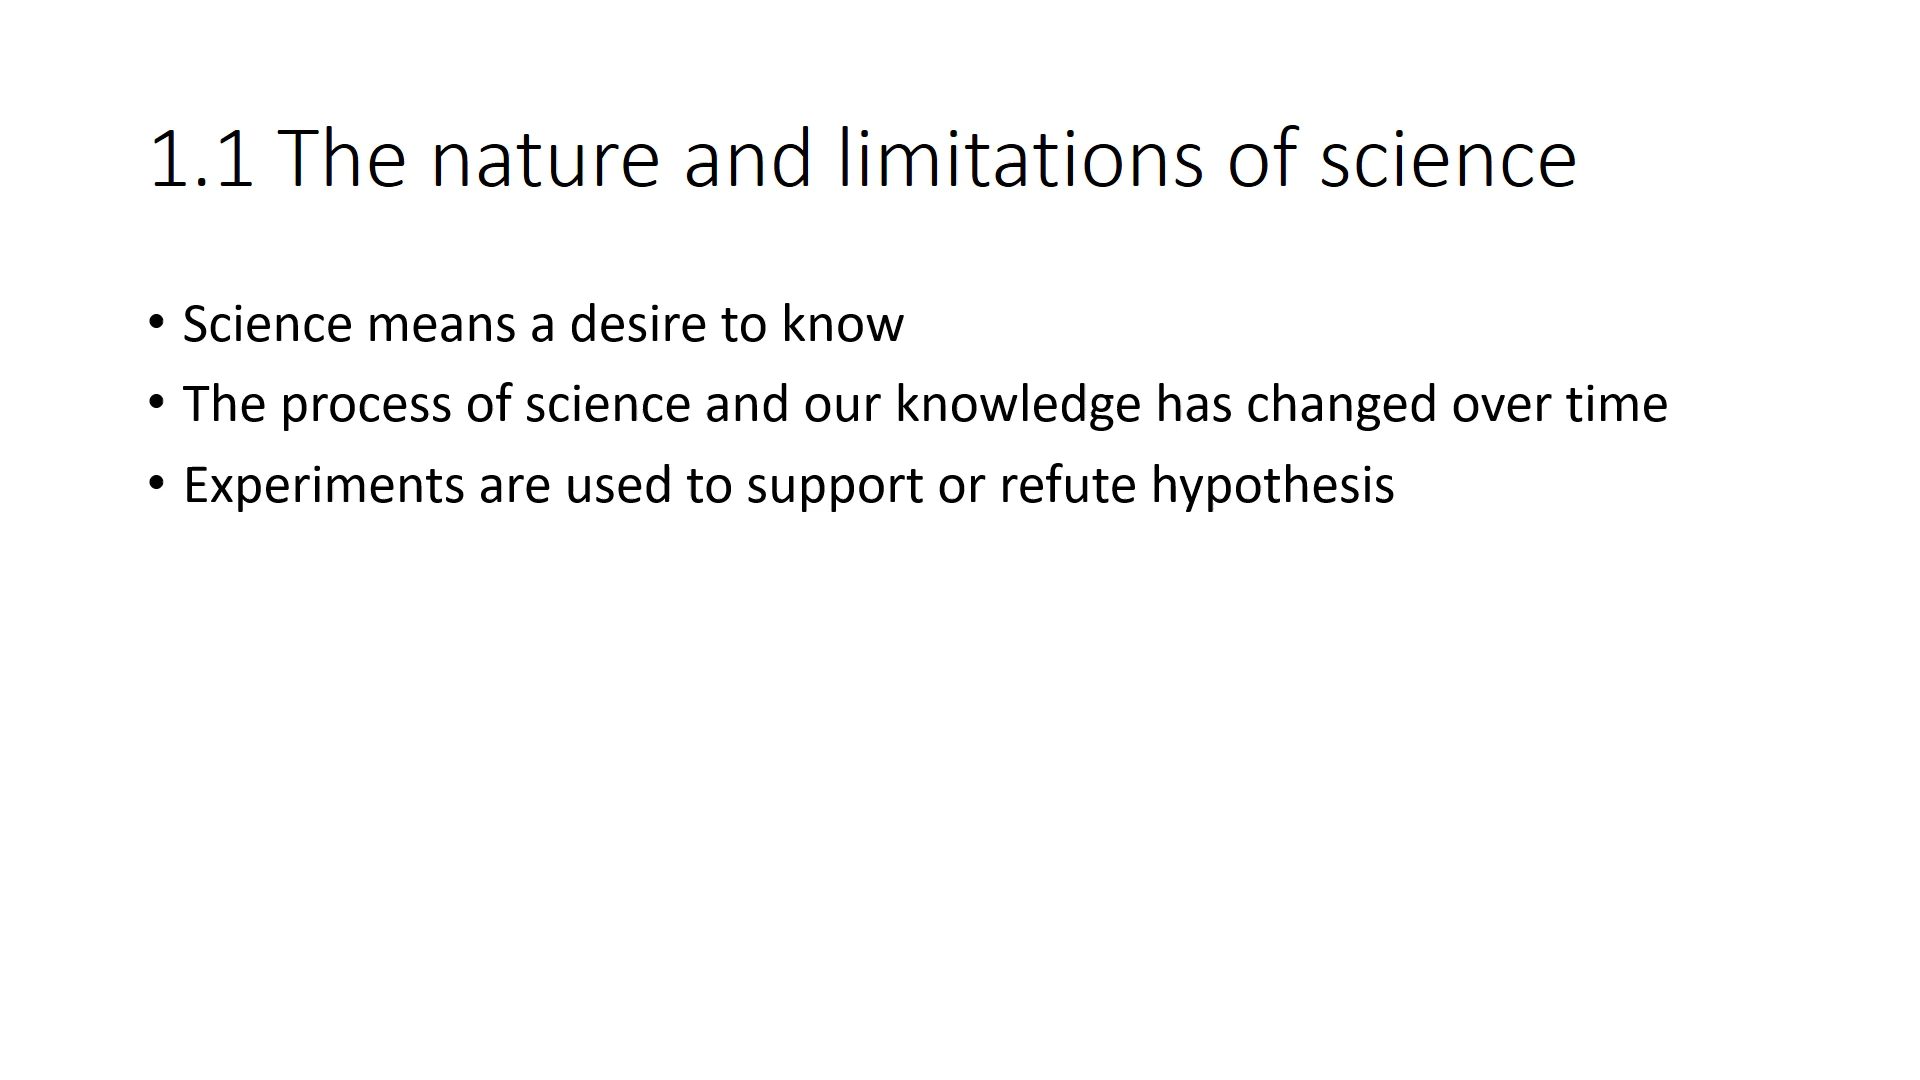 1.1 The nature and limitations of science
• Science means a desire to know
• The process of science and our knowledge has changed over time
• Experiments are used to support or refute hypothesis